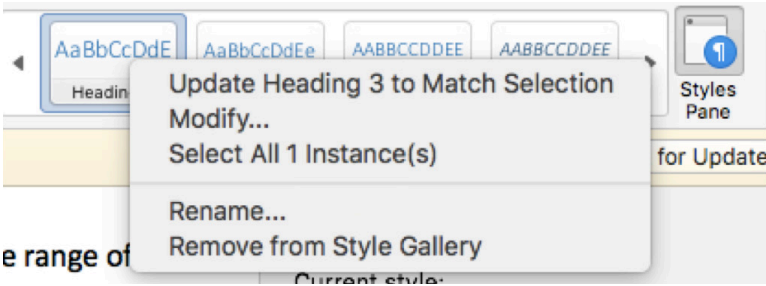 AaBbCcDdE AaBbCcDdEe AABBCCDDEE AABBCCDDEE
Styles
Pane
Update Heading 3 to Match Selection
Modify...
Select All 1 Instance(s)
for Update
Rename...
Remove from Style Gallery
e range of
Current style: